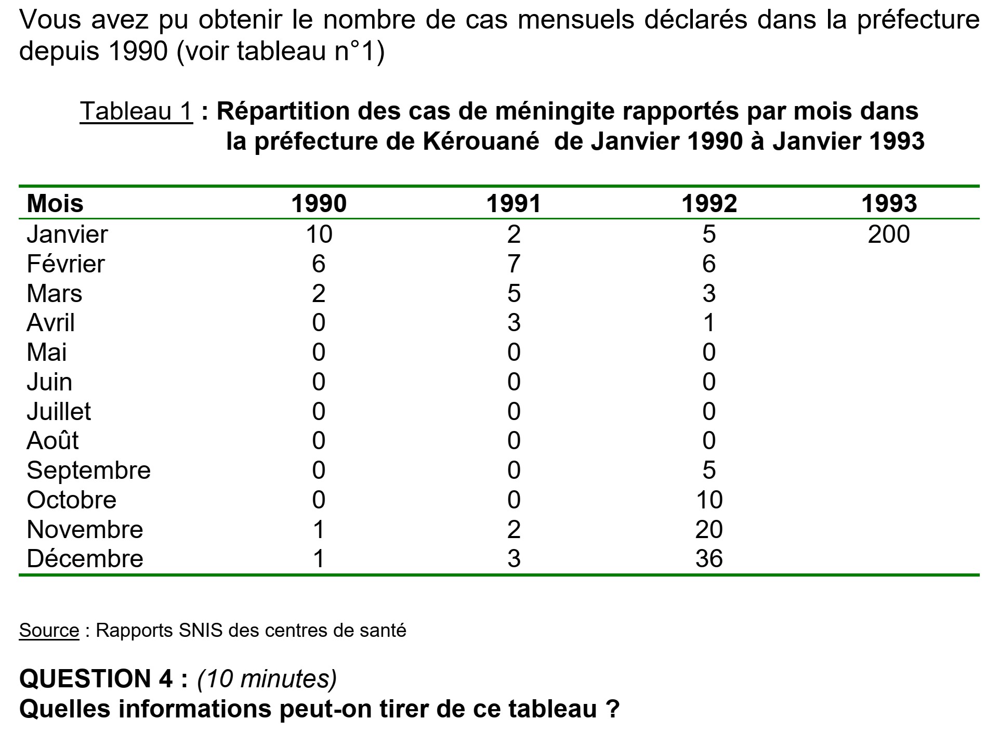 Vous avez pu obtenir le nombre de cas mensuels déclarés dans la préfecture
depuis 1990 (voir tableau n°1)
Tableau 1 : Répartition des cas de méningite rapportés par mois dans
la préfecture de Kérouané de Janvier 1990 à Janvier 1993
Mois 1990 1991 1992 1993
Janvier 10 2 5 200
Février 6 7 6
Mars 2 5 3
Avril 0 3 1
Mai 0 0 0
Juin 0 0 0
Juillet 0 0 0
Août 0 0 0
Septembre 0 0 5
Octobre 0 0 10
Novembre 1 2 20
Décembre 1 3 36
Source : Rapports SNIS des centres de santé
QUESTION 4 : (10 minutes)
Quelles informations peut-on tirer de ce tableau ?